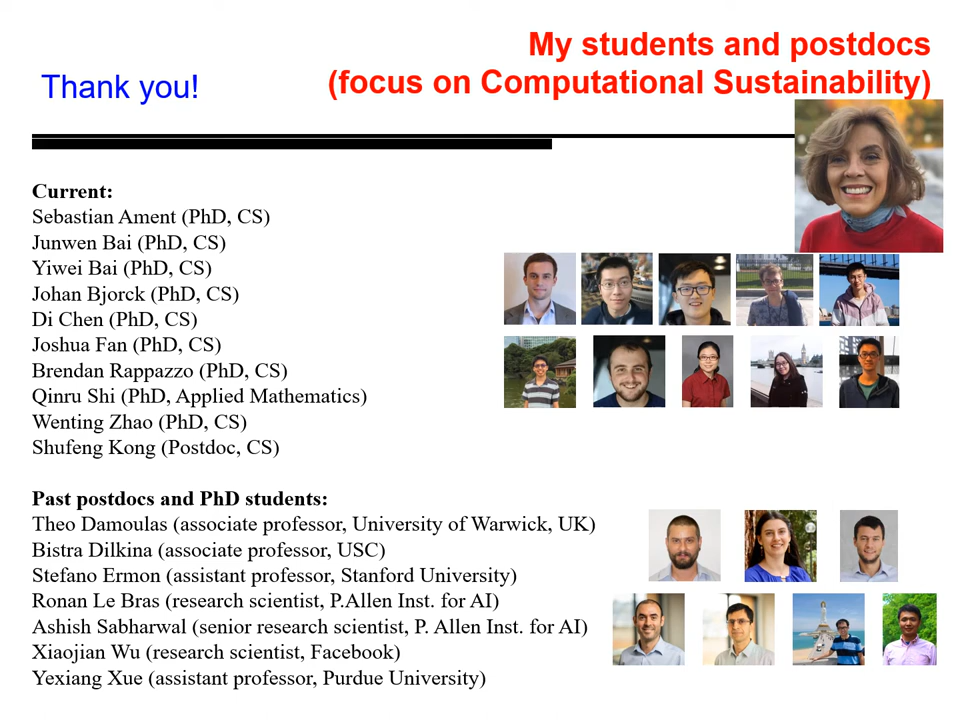 My students and postdocs
(focus on Computational Sustainability)
Thank you!
Current:
Sebastian Ament (PhD, CS)
Junwen Bai (PhD, CS)
Yiwei Bai (PhD, CS)
Johan Bjorck (PhD, CS)
Di Chen (PhD, CS)
Joshua Fan (PhD, CS)
Brendan Rappazzo (PhD, CS)
Qinru Shi (PhD, Applied Mathematics)
Wenting Zhao (PhD, CS)
Shufeng Kong (Postdoc, CS)
Past postdocs and PhD students:
Theo Damoulas (associate professor, University of Warwick, UK)
Bistra Dilkina (associate professor, USC)
Stefano Ermon (assistant professor, Stanford University)
Ronan Le Bras (research scientist, P.Allen Inst. for AI)
Ashish Sabharwal (senior research scientist, P. Allen Inst. for AI)
Xiaojian Wu (research scientist, Facebook)
Yexiang Xue (assistant professor, Purdue University)